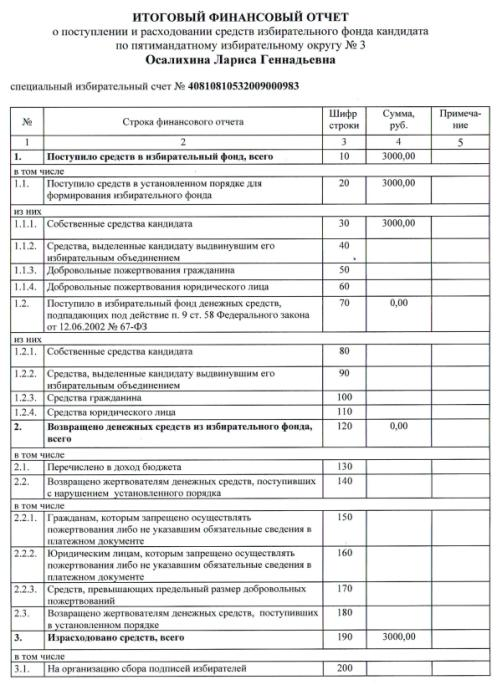 ИТОГОВЫЙ ФИНАНСОВЫЙ ОТЧЕТ
о поступлении и расходовании средств избирательного фонда кандидата
по пятимандатному избирательному округу № 3
Осалихина Лариса Геннадьевна
специальный избирательный счет № 40810810532009000983
№ Строка финансового отчета Шифр строки Сумма, руб. Примеча-ние
1 2 3 4 5
1. Поступило средств в избирательный фонд, всего 10 3000,00
в том числе
1.1. Поступило средств в установленном порядке для 20 3000,00
формирования избирательного фонда
из них
1.1.1. Собственные средства кандидата 30 3000,00
1.1.2. Средства, выделенные кандидату выдвинувшим его 40
избирательным объединением
1.1.3. Добровольные пожертвования гражданина 50
1.1.4. Добровольные пожертвования юридического лица 60
1.2. Поступило в избирательный фонд денежных средств, 70 0,00
подпадающих под действие п. 9 ст. 58 Федерального закона
от 12.06.2002 № 67-ФЗ
из них
1.2.1. Собственные средства кандидата 80
1.2.2. Средства, выделенные кандидату выдвинувшим его 90
избирательным объединением
1.2.3. Средства гражданина 100
1.2.4. Средства юридического лица 110
2. Возвращено денежных средств из избирательного фонда, 120 0,00
всего
в том числе
2.1. Перечислено в доход бюджета 130
2.2. Возвращено жертвователям денежных средств, поступивших 140
с нарушением установленного порядка
в том числе
2.2.1. Гражданам, которым запрещено осуществлять 150
пожертвования либо не указавшим обязательные сведения в
платежном документе
2.2.2. Юридическим лицам, которым запрещено осуществлять 160
пожертвования либо не указавшим обязательные сведения в
платежном документе
2.2.3. Средств, превышающих предельный размер добровольных 170
пожертвований
2.3. Возвращено жертвователям денежных средств, поступивших 180
в установленном порядке
3. Израсходовано средств, всего 190 3000,00
в том числе
3.1. На организацию сбора подписей избирателей 200